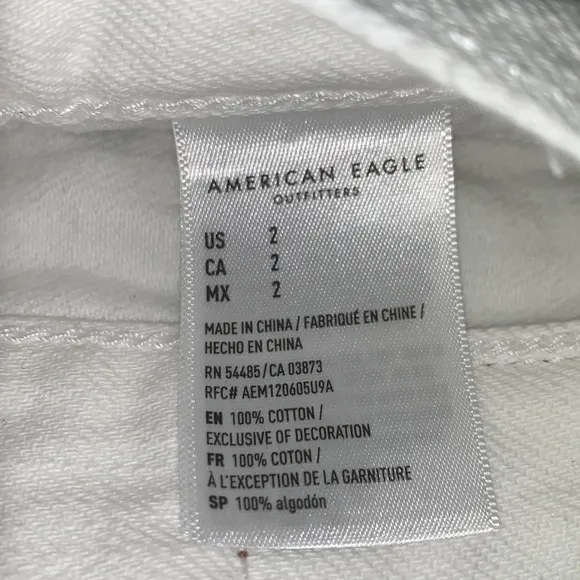 AMERICAN EAGLE
OUTFITTERS
US 2
CA 2
MX 2
MADE IN CHINA / FABRIQUÉ EN CHINE /
HECHO EN CHINA
RN 54485/CA 03873
RFC# AEM120605U9A
EN 100% COTTON /
EXCLUSIVE OF DECORATION
FR 100% COTON /
À L'EXCEPTION DE LA GARNITURE
SP 100% algodón